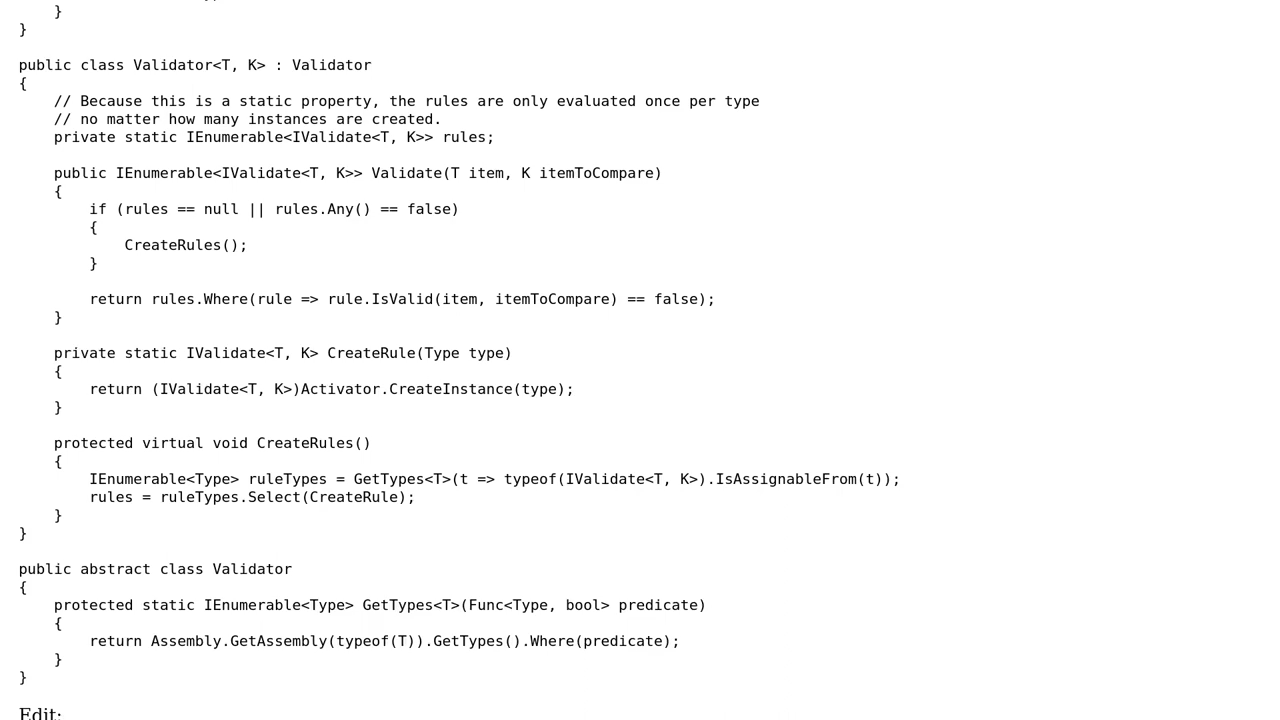 }
}

public class Validator<T, K> : Validator
{
    // Because this is a static property, the rules are only evaluated once per type
    // no matter how many instances are created.
    private static IEnumerable<IValidate<T, K>> rules;

    public IEnumerable<IValidate<T, K>> Validate(T item, K itemToCompare)
    {
        if (rules == null || rules.Any() == false)
        {
            CreateRules();
        }

        return rules.Where(rule => rule.IsValid(item, itemToCompare) == false);
    }

    private static IValidate<T, K> CreateRule(Type type)
    {
        return (IValidate<T, K>)Activator.CreateInstance(type);
    }

    protected virtual void CreateRules()
    {
        IEnumerable<Type> ruleTypes = GetTypes<T>(t => typeof(IValidate<T, K>).IsAssignableFrom(t));
        rules = ruleTypes.Select(CreateRule);
    }
}

public abstract class Validator
{
    protected static IEnumerable<Type> GetTypes<T>(Func<Type, bool> predicate)
    {
        return Assembly.GetAssembly(typeof(T)).GetTypes().Where(predicate);
    }
}

Edit: